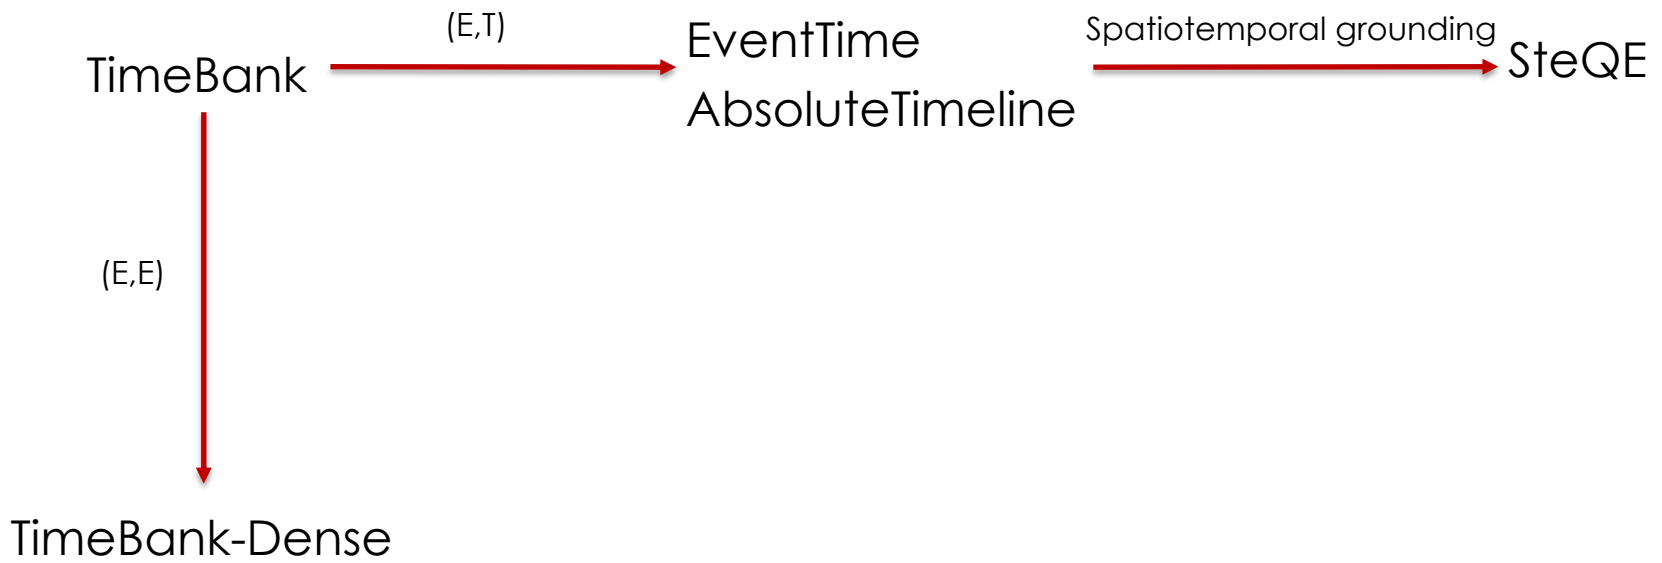 (E,T)
Spatiotemporal grounding
TimeBank
EventTime
AbsoluteTimeline
SteQE
(E,E)
TimeBank-Dense